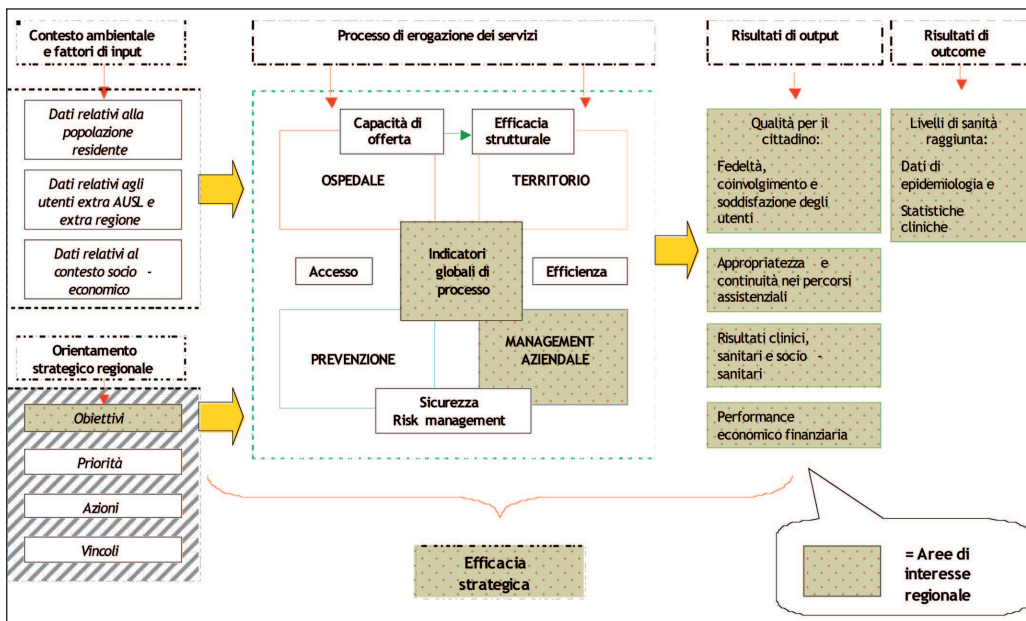 Contesto ambientale
e fattori di input
Processo di erogazione dei servizi
Risultati di output
Risultati di
outcome
Dati relativi alla
popolazione
residente
Dati relativi agli
utenti extra AUSL e
extra regione
Dati relativi al
contesto socio -
economico
Orientamento
strategico regionale
Obiettivi
Priorità
Azioni
Vincoli
Capacità di
offerta
Efficacia
strutturale
OSPEDALE
TERRITORIO
Indicatori
globali di
processo
Accesso
Efficienza
PREVENZIONE
MANAGEMENT
AZIENDALE
Sicurezza
Risk management
Qualità per il
cittadino:
Fedeltà,
coinvolgimento e
soddisfazione degli
utenti
Appropriatezza e
continuità nei percorsi
assistenziali
Risultati clinici,
sanitari e socio -
sanitari
Performance
economico finanziaria
Livelli di sanità
raggiunta:
Dati di
epidemiologia e
Statistiche
cliniche
Efficacia
strategica
= Aree di
interesse
regionale